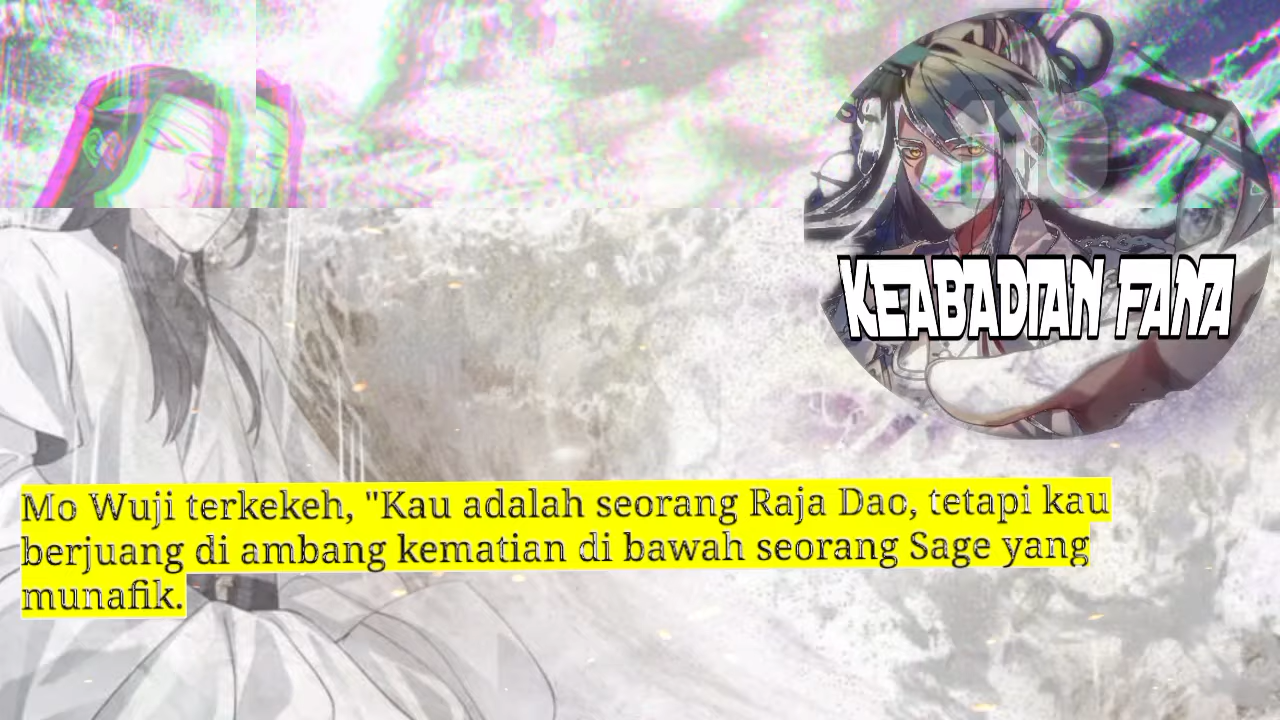 KEABADIAN FANA
Mo Wuji terkekeh, "Kau adalah seorang Raja Dao, tetapi kau
berjuang di ambang kematian di bawah seorang Sage yang
munafik.